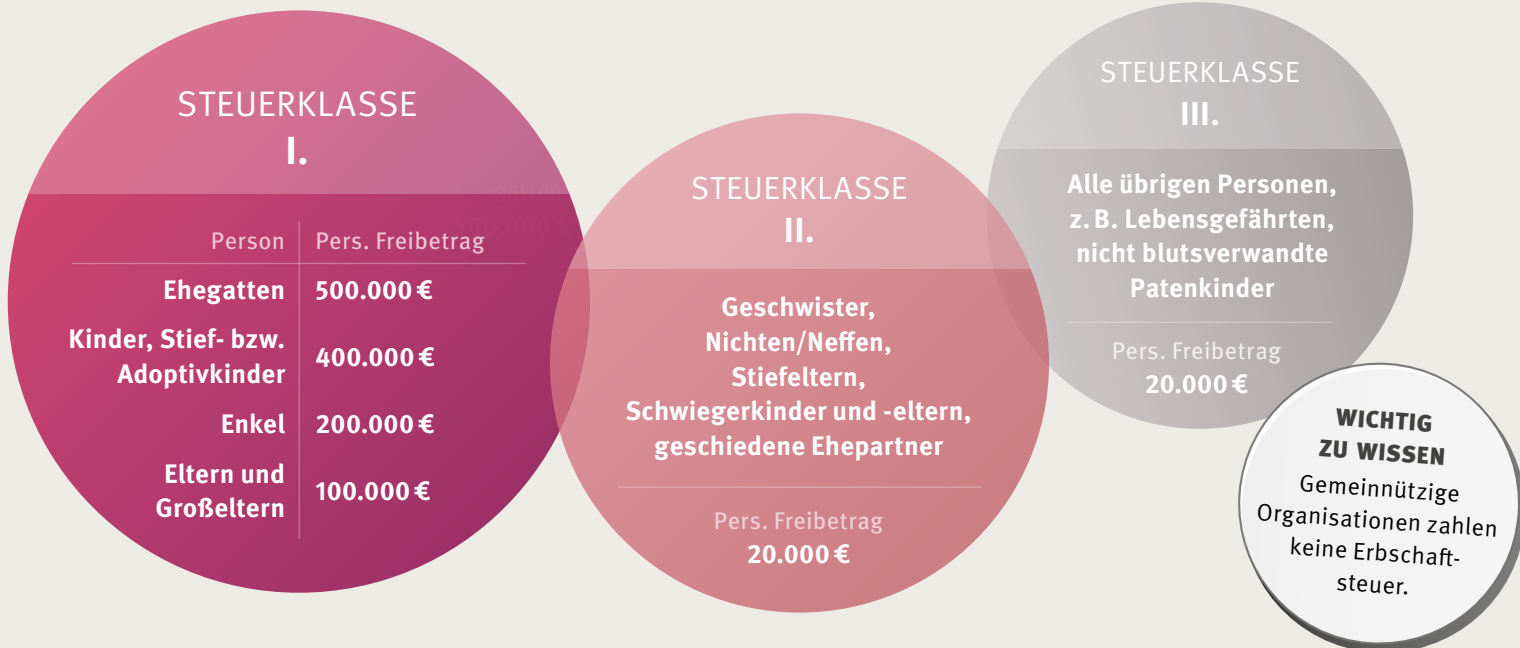 STEUERKLASSE
I.
Person Pers. Freibetrag
Ehegatten 500.000 €
Kinder, Stief- bzw.
Adoptivkinder 400.000 €
Enkel 200.000 €
Eltern und
Großeltern 100.000 €
STEUERKLASSE
II.
Geschwister,
Nichten/Neffen,
Stiefeltern,
Schwiegerkinder und -eltern,
geschiedene Ehepartner
Pers. Freibetrag
20.000 €
STEUERKLASSE
III.
Alle übrigen Personen,
z. B. Lebensgefährten,
nicht blutsverwandte
Patenkinder
Pers. Freibetrag
20.000 €
WICHTIG
ZU WISSEN
Gemeinnützige
Organisationen zahlen
keine Erbschaft-
steuer.